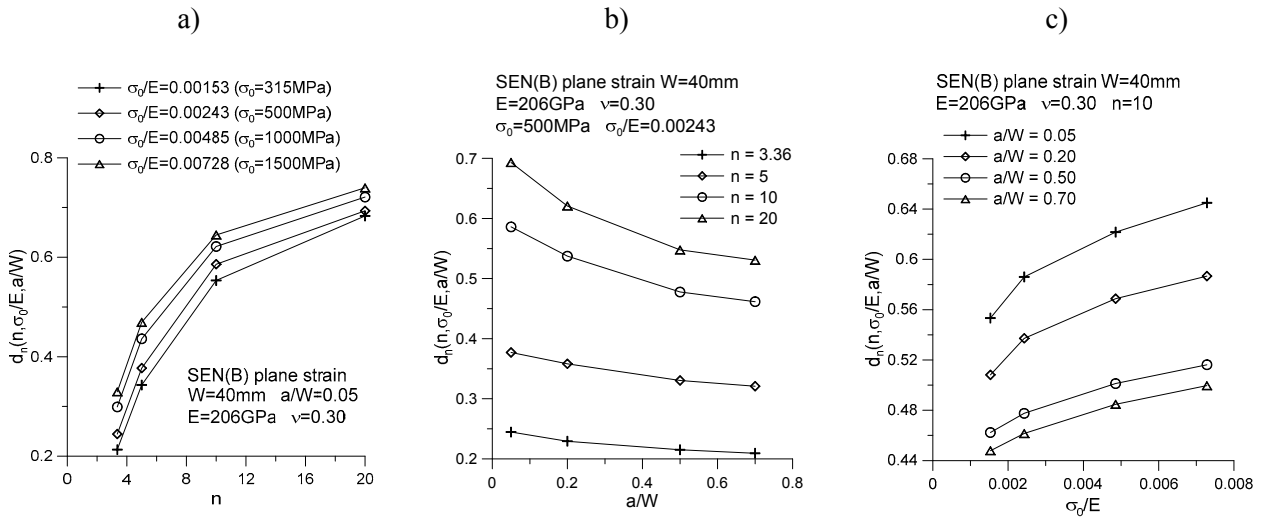 a)
σ0/E=0.00153 (σ0=315MPa)
σ0/E=0.00243 (σ0=500MPa)
σ0/E=0.00485 (σ0=1000MPa)
σ0/E=0.00728 (σ0=1500MPa)
0.8
0.6
0.4
0.2
dn(n,σ0/E,a/W)
SEN(B) plane strain
W=40mm a/W=0.05
E=206GPa ν=0.30
0 4 8 12 16 20
n
b)
SEN(B) plane strain W=40mm
E=206GPa ν=0.30
σ0=500MPa σ0/E=0.00243
n = 3.36
n = 5
n = 10
n = 20
0.7
0.6
0.5
0.4
0.3
0.2
dn(n,σ0/E,a/W)
0 0.2 0.4 0.6 0.8
a/W
c)
SEN(B) plane strain W=40mm
E=206GPa ν=0.30 n=10
a/W = 0.05
a/W = 0.20
a/W = 0.50
a/W = 0.70
0.68
0.64
0.6
0.56
0.52
0.48
0.44
dn(n,σ0/E,a/W)
0 0.002 0.004 0.006 0.008
σ0/E